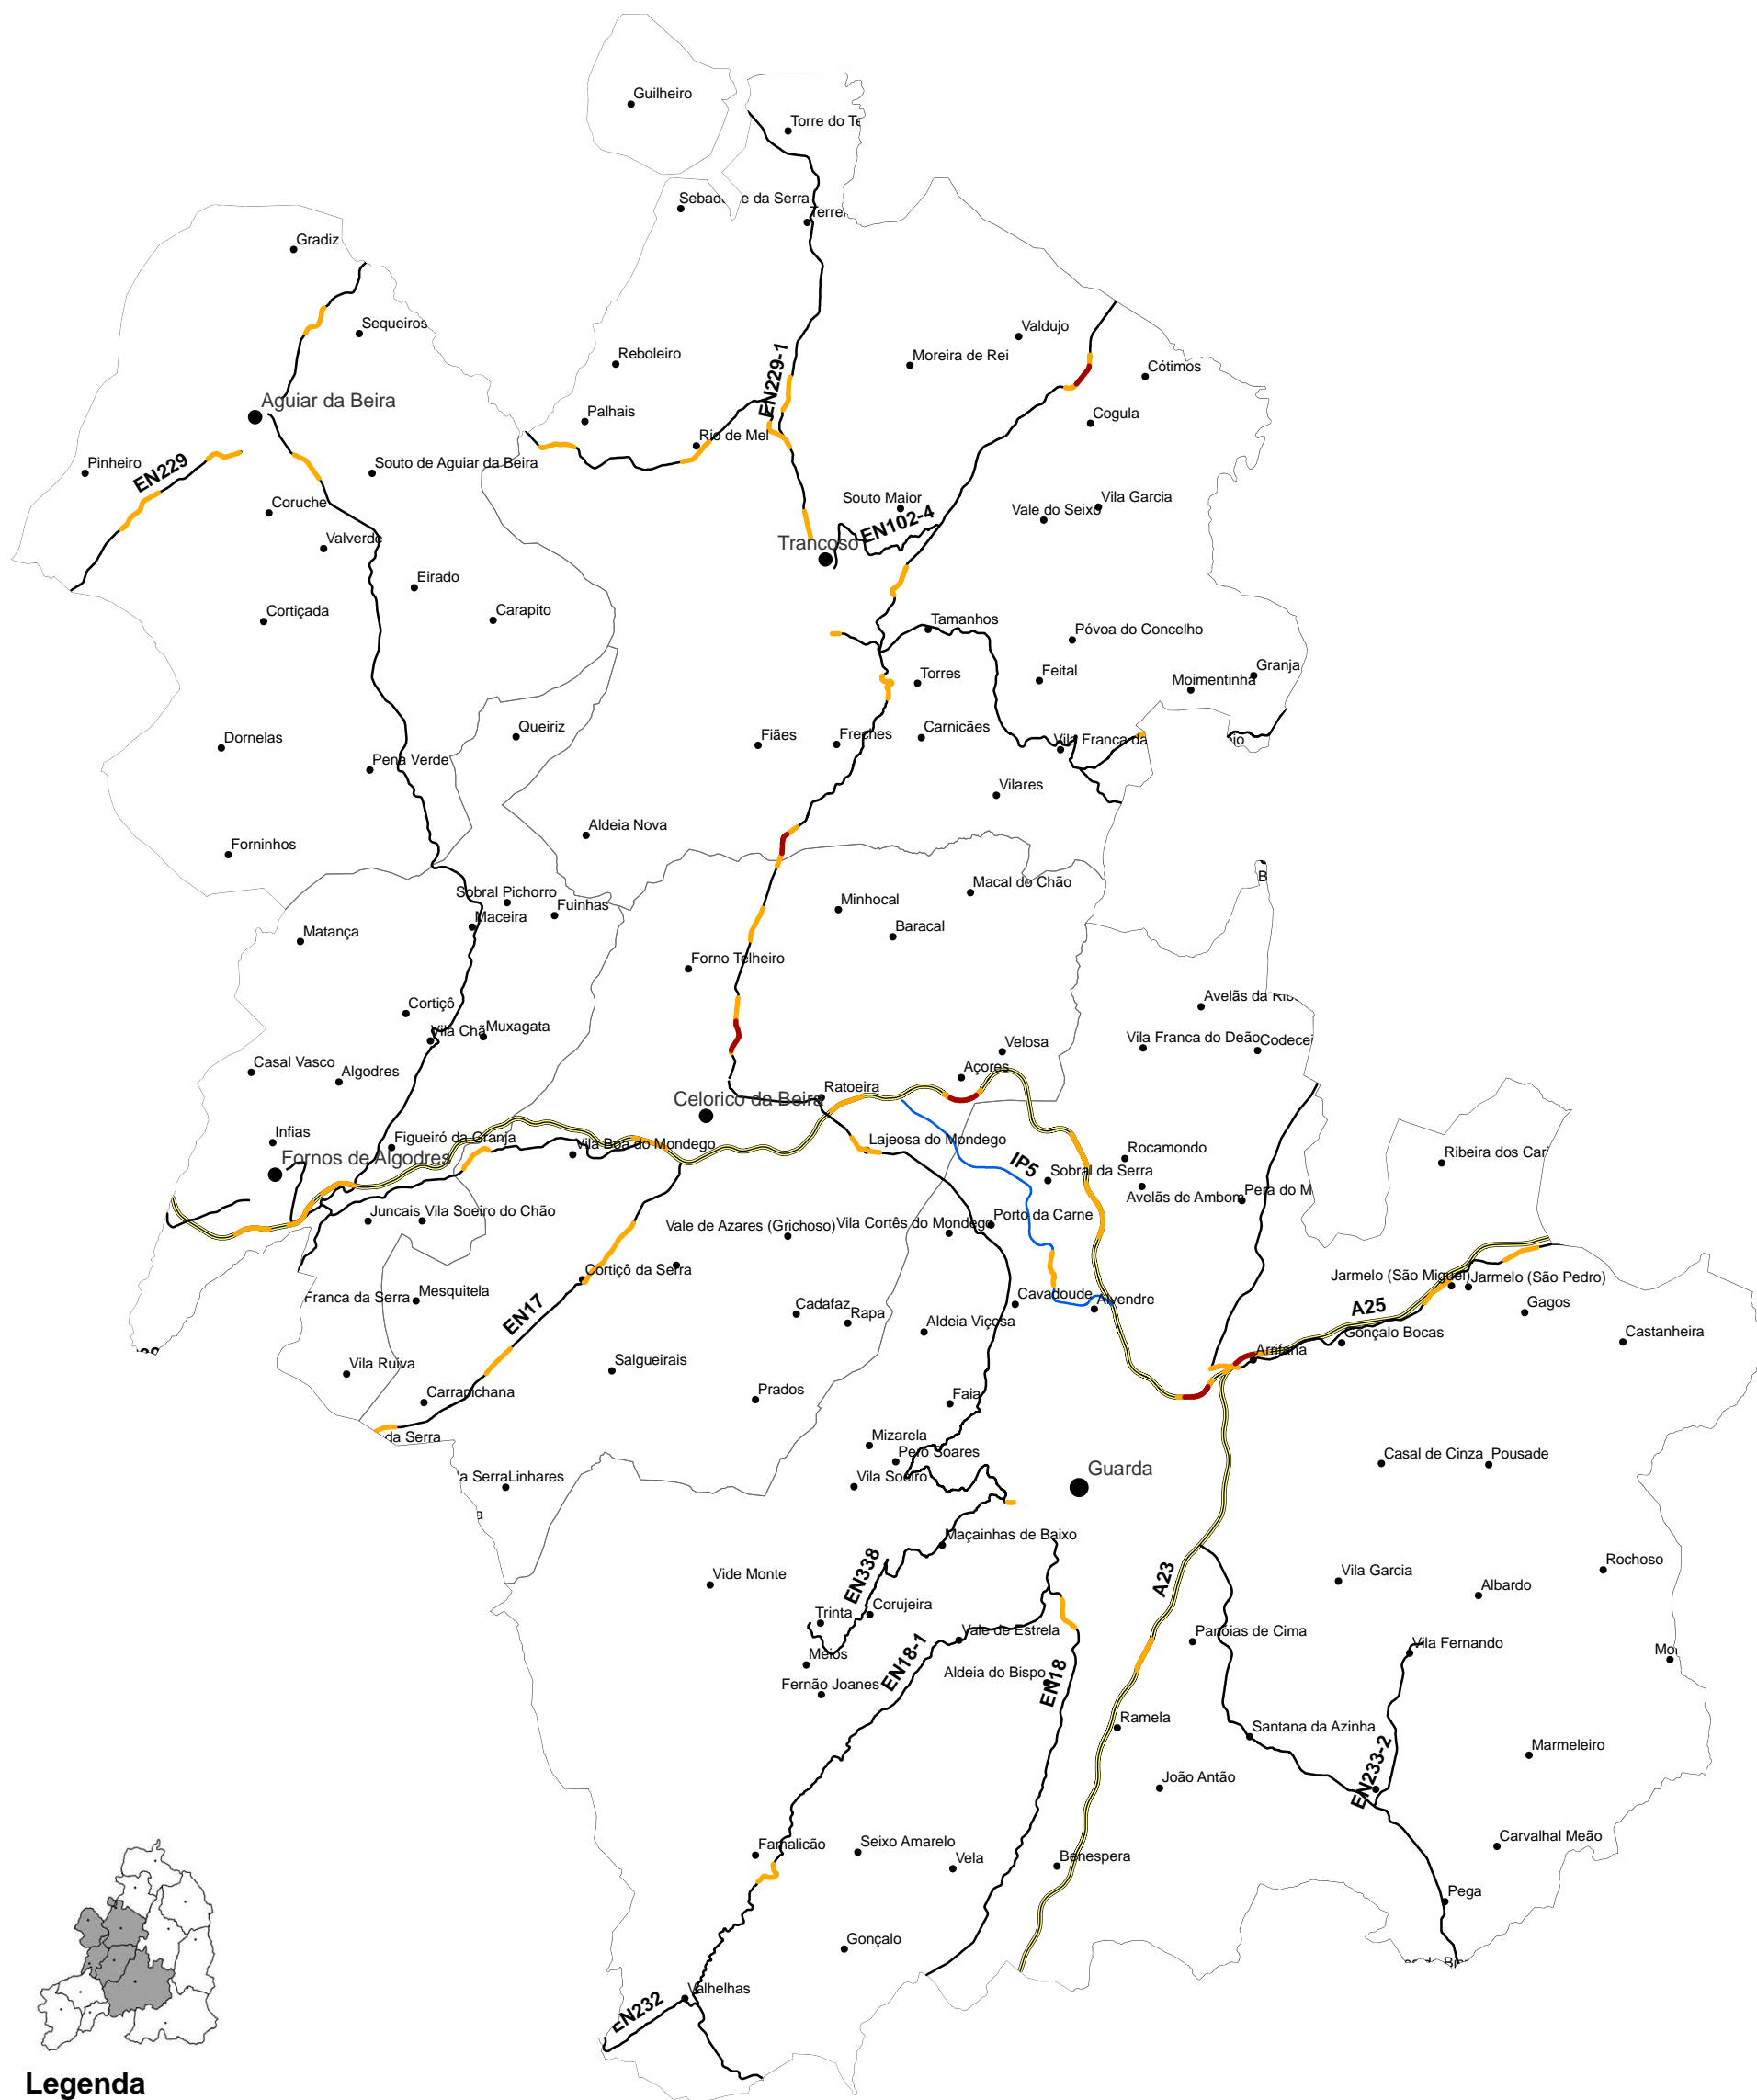 Guilheiro
Torre do Te
Sebad
e da Serra
Terre
Gradiz
Sequeiros
Valdujo
Reboleiro
Moreira de Rei
EN229-1
Cótimos
Aguiar da Beira
Palhais
Cogula
Rio de Mel
Pinheiro
EN229
Souto de Aguiar da Beira
Souto Maior
Vila Garcia
Coruche
Vale do Seixo
EN102-4
Valverde
Trancoso
Eirado
Cortiçada
Carapito
Tamanhos
Póvoa do Concelho
Torres
Feital
Granja
Moimentinha
Dornelas
Queiriz
Fiães
Freches
Carnicães
Vila Franca da
io
Pena Verde
Vilares
Aldeia Nova
Forninhos
B
Sobral Pichorro
Macal do Chão
Fuinhas
Minhocal
Maceira
Matança
Baracal
Forno Telheiro
Avelãs da Rib
Cortiçô
Vila Chã
Muxagata
Velosa
Vila Franca do Deão
Codecei
Casal Vasco
Algodres
Açores
Ratoeira
Celorico da Beira
Infias
Figueiró da Granja
Vila Boa do Mondego
Lajeosa do Mondego
Rocamondo
Ribeira dos Car
Fornos de Algodres
IP5
Sobral da Serra
Avelãs de Ambom
Pera do M
Juncais
Vila Soeiro do Chão
Vale de Azares (Grichoso)
Vila Cortês do Mondego
Porto da Carne
Cortiçô da Serra
Jarmelo (São Miguel)
Jarmelo (São Pedro)
Franca da Serra
Mesquitela
Cavadoude
Alvendre
EN17
Cadafaz
Rapa
A25
Gagos
Aldeia Viçosa
Gonçalo Bocas
Castanheira
Arrifana
Vila Ruiva
Salgueirais
Carrapichana
Prados
Faia
da Serra
Mizarela
Pero Soares
Casal de Cinza
Pousade
Guarda
la Serra
Linhares
Vila Soeiro
a
Maçainhas de Baixo
Vide Monte
EN338
A23
Vila Garcia
Rochoso
Albardo
Trinta
Corujeira
EN18-1
Vale de Estrela
Panoias de Cima
Vila Fernando
Mo
Meios
Aldeia do Bispo
Fernão Joanes
EN18
Ramela
Santana da Azinha
Marmeleiro
João Antão
EN233-2
Famalicão
Seixo Amarelo
Vela
Benespera
Carvalhal Meão
Pega
Gonçalo
Valhelhas
EN232
Legenda